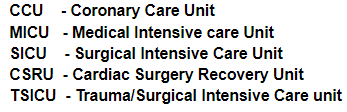 CCU - Coronary Care Unit
MICU - Medical Intensive care Unit
SICU - Surgical Intensive Care Unit
CSRU - Cardiac Surgery Recovery Unit
TSICU - Trauma/Surgical Intensive Care unit